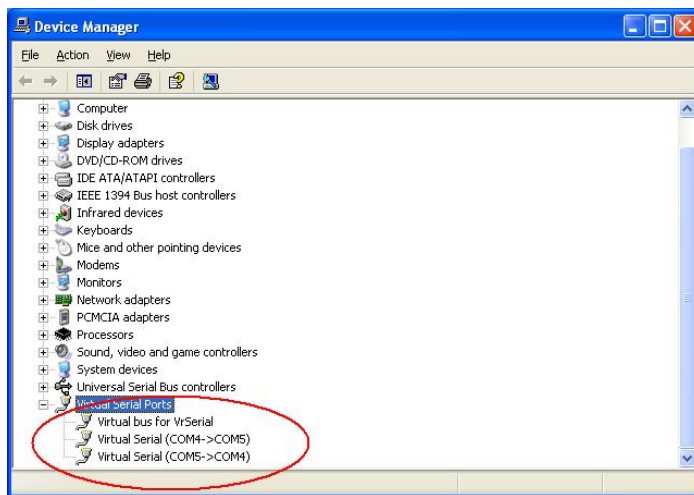 Device Manager
File Action View Help
Computer
Disk drives
Display adapters
DVD/CD-ROM drives
IDE ATA/ATAPI controllers
IEEE 1394 Bus host controllers
Infrared devices
Keyboards
Mice and other pointing devices
Modems
Monitors
Network adapters
PCMCIA adapters
Processors
Sound, video and game controllers
System devices
Universal Serial Bus controllers
Virtual Serial Ports
Virtual bus for VrSerial
Virtual Serial (COM4->COM5)
Virtual Serial (COM5->COM4)